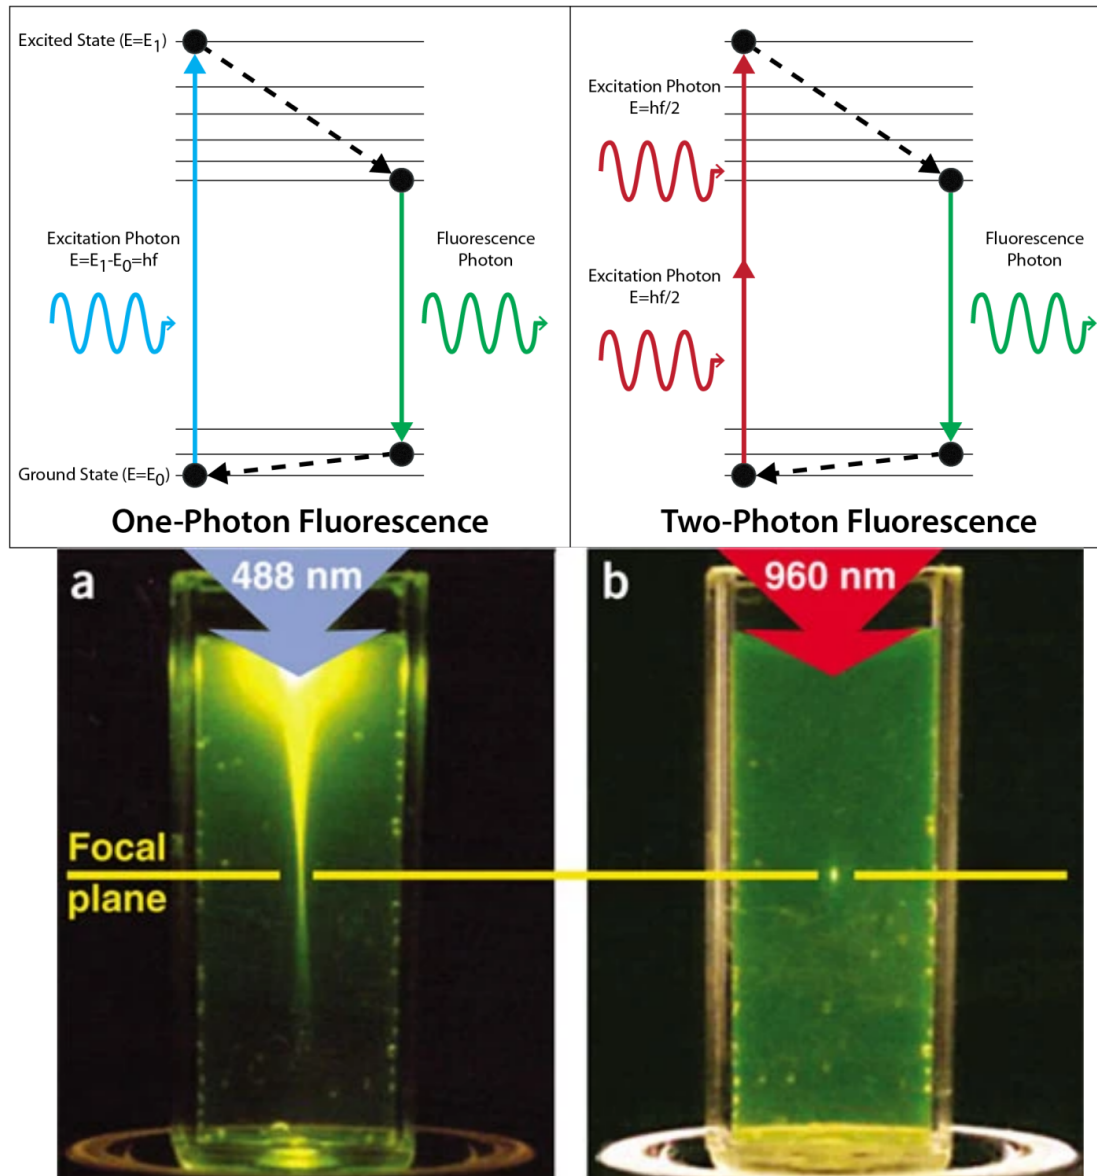 Excited State (E=E1)
Excitation Photon
E=E1-E0=hf
Fluorescence
Photon
Ground State (E=E0)
One-Photon Fluorescence
Excitation Photon
E=hf/2
Excitation Photon
E=hf/2
Fluorescence
Photon
Two-Photon Fluorescence
a
488 nm
b
960 nm
Focal
plane